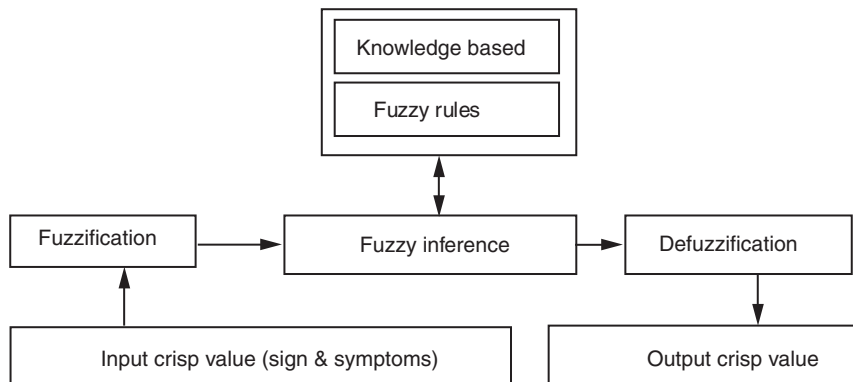 Knowledge based
Fuzzy rules
Fuzzification
Fuzzy inference
Defuzzification
Input crisp value (sign & symptoms)
Output crisp value